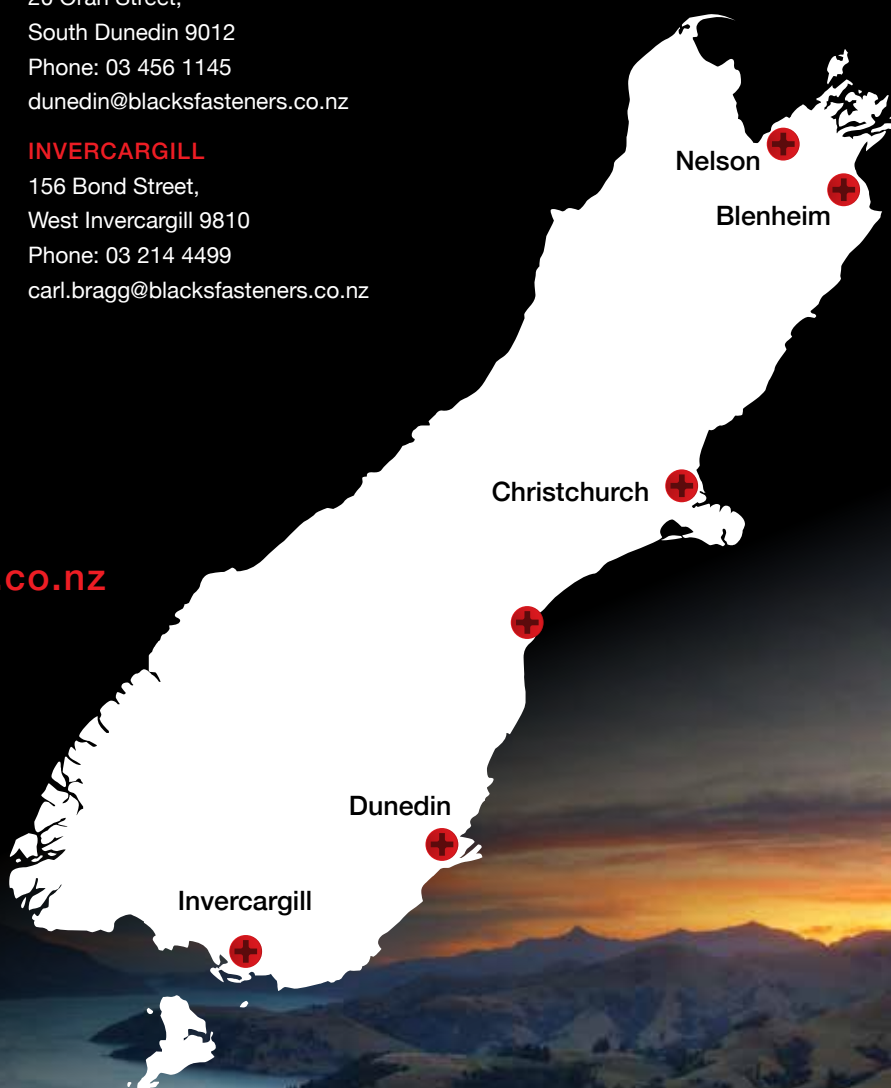 South Dunedin 9012
Phone: 03 456 1145
dunedin@blacksfasteners.co.nz
INVERCARGILL
156 Bond Street,
West Invercargill 9810
Phone: 03 214 4499
carl.bragg@blacksfasteners.co.nz
Nelson
Blenheim
Christchurch
.co.nz
Dunedin
Invercargill